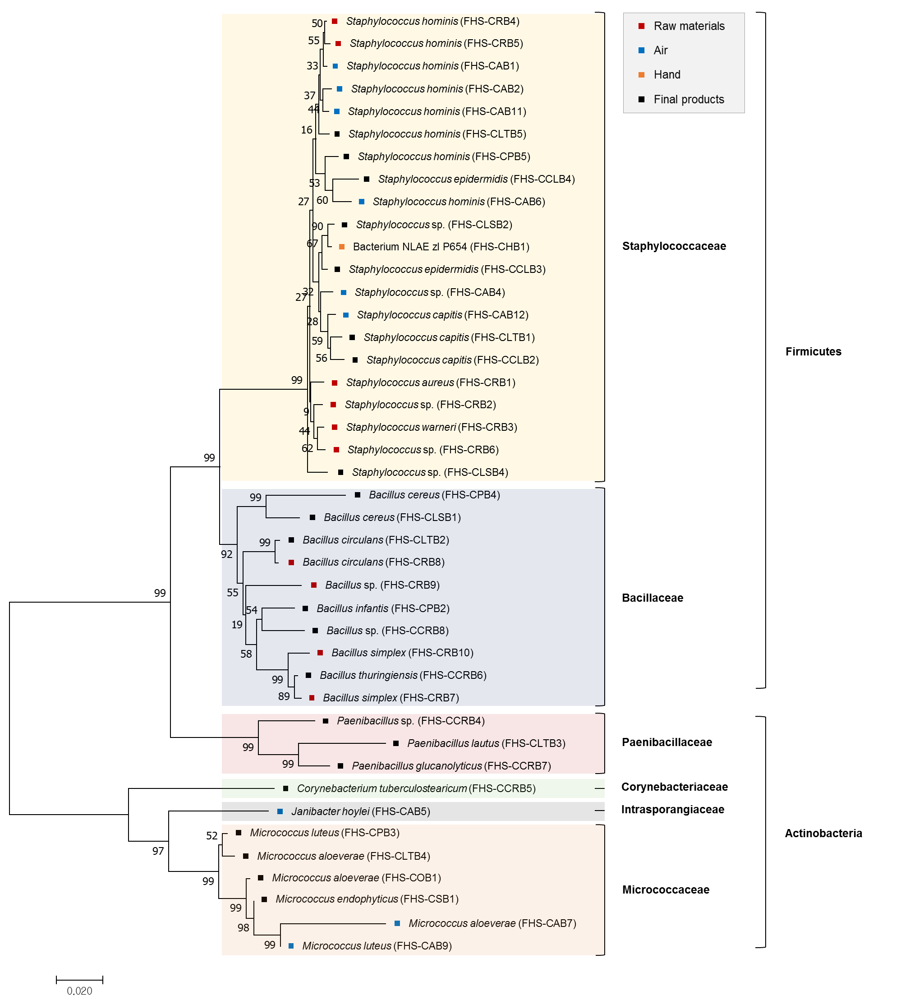 50
Staphylococcus hominis (FHS-CRB4)
55
Staphylococcus hominis (FHS-CRB5)
33
Staphylococcus hominis (FHS-CAB1)
37
Staphylococcus hominis (FHS-CAB2)
44
Staphylococcus hominis (FHS-CAB11)
16
Staphylococcus hominis (FHS-CLTB5)
Staphylococcus hominis (FHS-CPB5)
53
Staphylococcus epidermidis (FHS-CCLB4)
27
60
Staphylococcus hominis (FHS-CAB6)
90
Staphylococcus sp. (FHS-CLSB2)
67
Bacterium NLAE zl P654 (FHS-CHB1)
Staphylococcus epidermidis (FHS-CCLB3)
32
27
Staphylococcus sp. (FHS-CAB4)
28
Staphylococcus capitis (FHS-CAB12)
59
Staphylococcus capitis (FHS-CLTB1)
56
Staphylococcus capitis (FHS-CCLB2)
99
Staphylococcus aureus (FHS-CRB1)
9
Staphylococcus sp. (FHS-CRB2)
44
Staphylococcus warneri (FHS-CRB3)
62
Staphylococcus sp. (FHS-CRB6)
99
Staphylococcus sp. (FHS-CLSB4)
99
Bacillus cereus (FHS-CPB4)
Bacillus cereus (FHS-CLSB1)
99
Bacillus circulans (FHS-CLTB2)
92
Bacillus circulans (FHS-CRB8)
55
Bacillus sp. (FHS-CRB9)
99
54
Bacillus infantis (FHS-CPB2)
19
Bacillus sp. (FHS-CCRB8)
58
Bacillus simplex (FHS-CRB10)
99
Bacillus thuringiensis (FHS-CCRB6)
89
Bacillus simplex (FHS-CRB7)
Paenibacillus sp. (FHS-CCRB4)
99
Paenibacillus lautus (FHS-CLTB3)
99
Paenibacillus glucanolyticus (FHS-CCRB7)
Corynebacterium tuberculostearicum (FHS-CCRB5)
Janibacter hoylei (FHS-CAB5)
97
52
Micrococcus luteus (FHS-CPB3)
Micrococcus aloeverae (FHS-CLTB4)
99
Micrococcus aloeverae (FHS-COB1)
99
Micrococcus endophyticus (FHS-CSB1)
98
Micrococcus aloeverae (FHS-CAB7)
99
Micrococcus luteus (FHS-CAB9)
0.020
Raw materials
Air
Hand
Final products
Staphylococcaceae
Bacillaceae
Paenibacillaceae
Corynebacteriaceae
Intrasporangiaceae
Micrococcaceae
Firmicutes
Actinobacteria